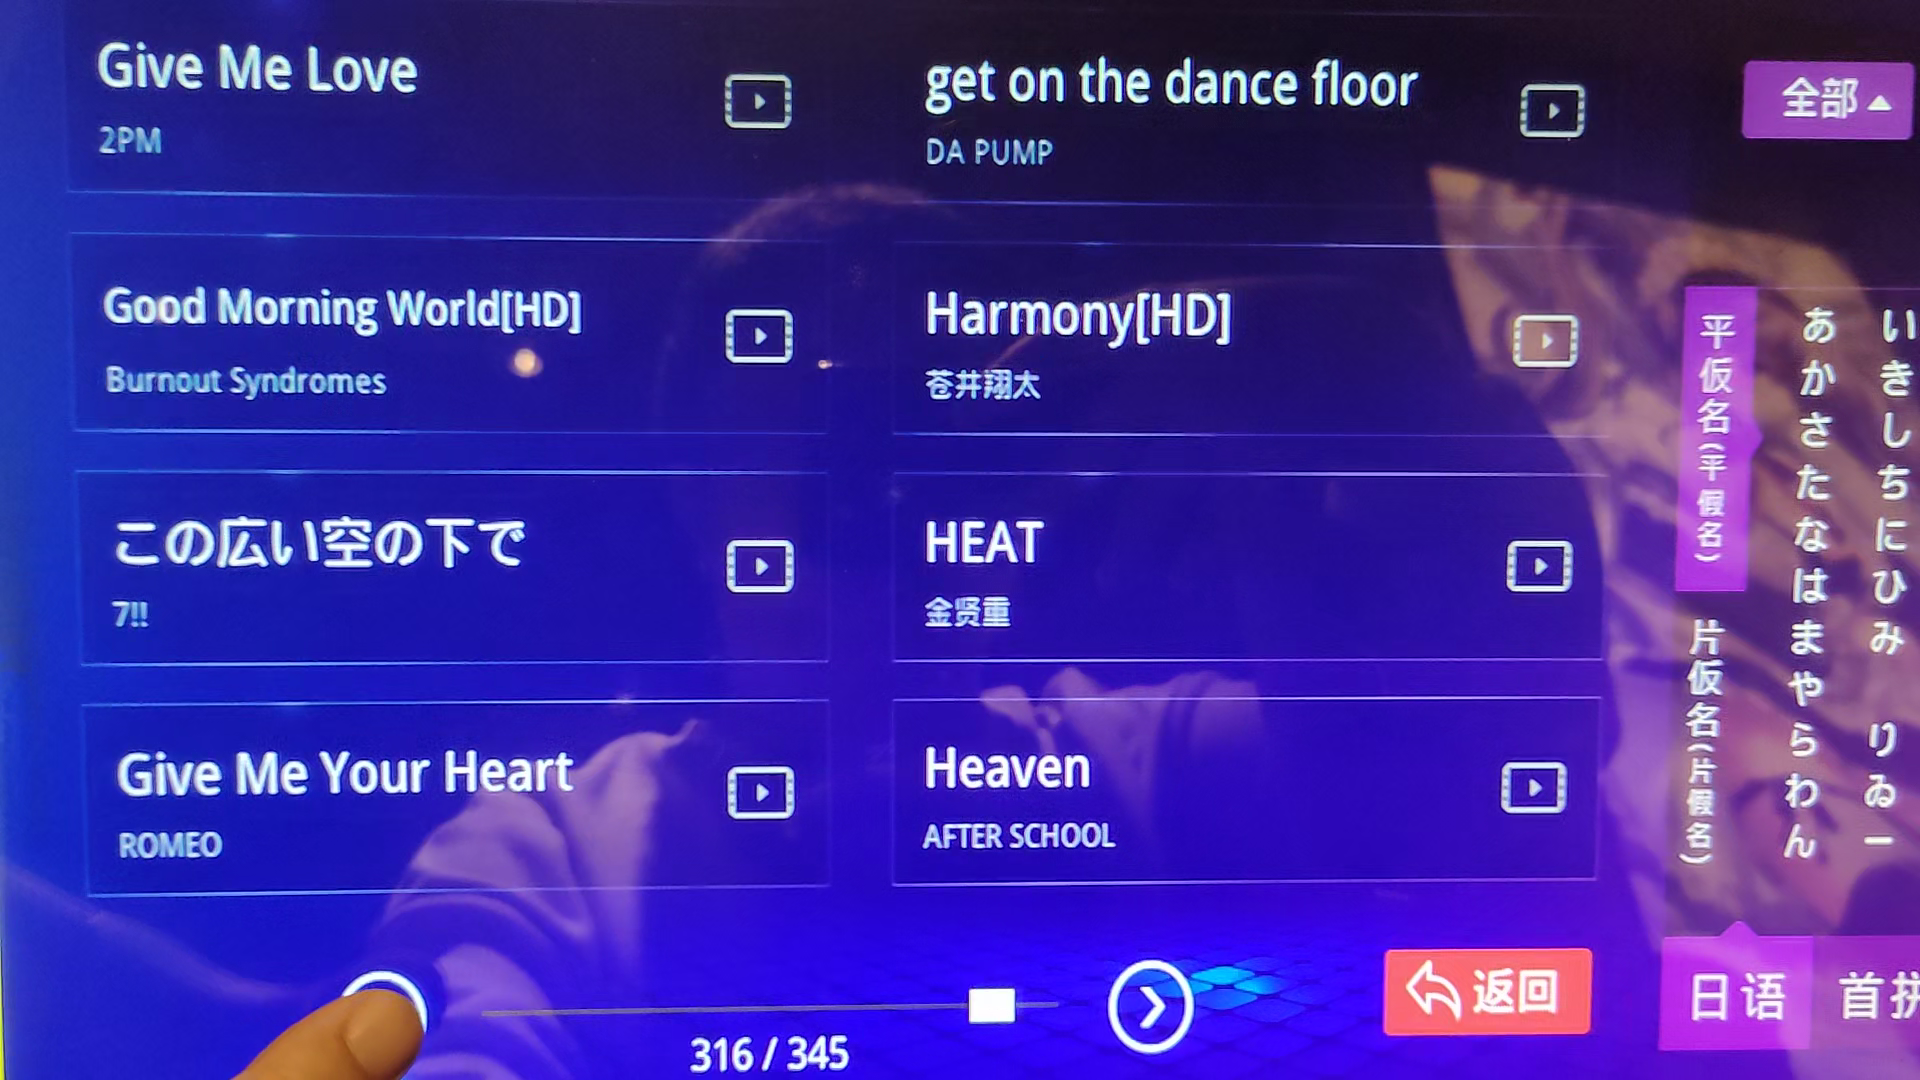 Give Me Love
2PM
get on the dance floor
DA PUMP
全部
Good Morning World[HD]
Burnout Syndromes
Harmony[HD]
苍井翔太
この広い空の下で
7!!
HEAT
金贤重
Give Me Your Heart
ROMEO
Heaven
AFTER SCHOOL
平仮名(平假名)
片仮名(片假名)
あかさたなはまやらわん
いきしちにひみ りゐー
316 / 345
返回
日语
首拼